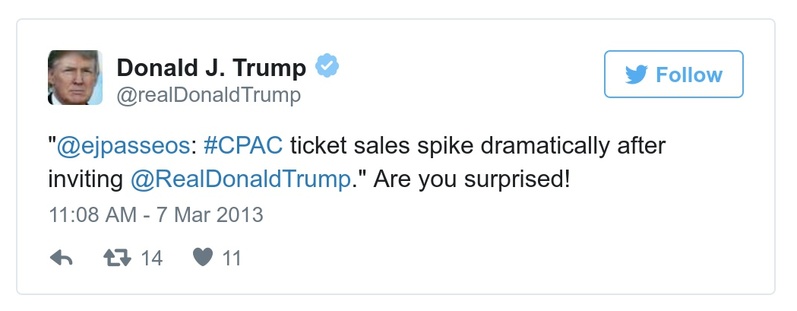 Donald J. Trump
@realDonaldTrump
Follow
"@ejpasseos: #CPAC ticket sales spike dramatically after
inviting @RealDonaldTrump." Are you surprised!
11:08 AM - 7 Mar 2013
14 11